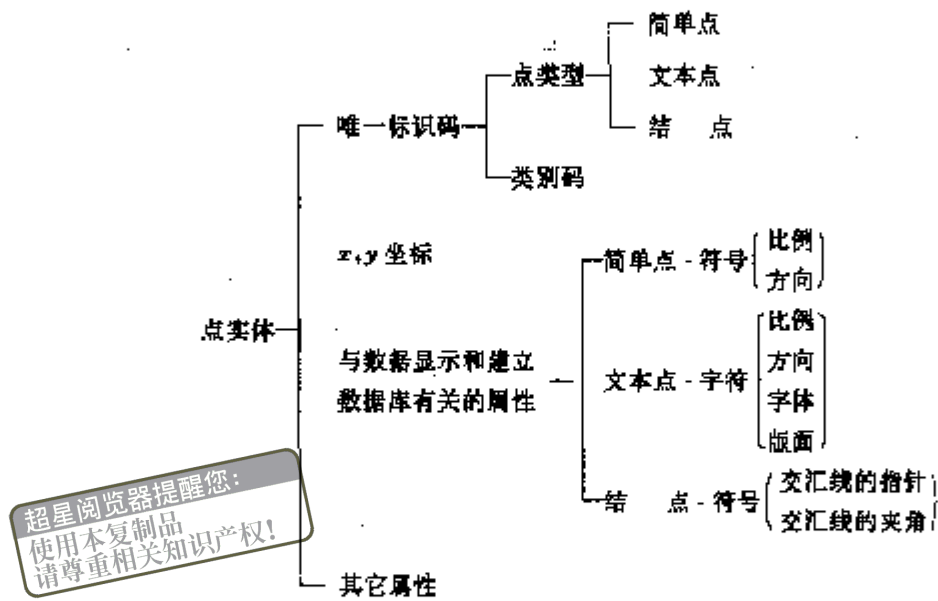 简单点
点类型 文本点
唯一标识码 结 点
类别码
x,y 坐标
简单点-符号 比例
方向
点实体
与数据显示和建立
数据库有关的属性
文本点-字符 比例
方向
字体
版面
结 点-符号 交汇线的指针
交汇线的夹角
其它属性
超星阅览器提醒您:
使用本复制品
请尊重相关知识产权!